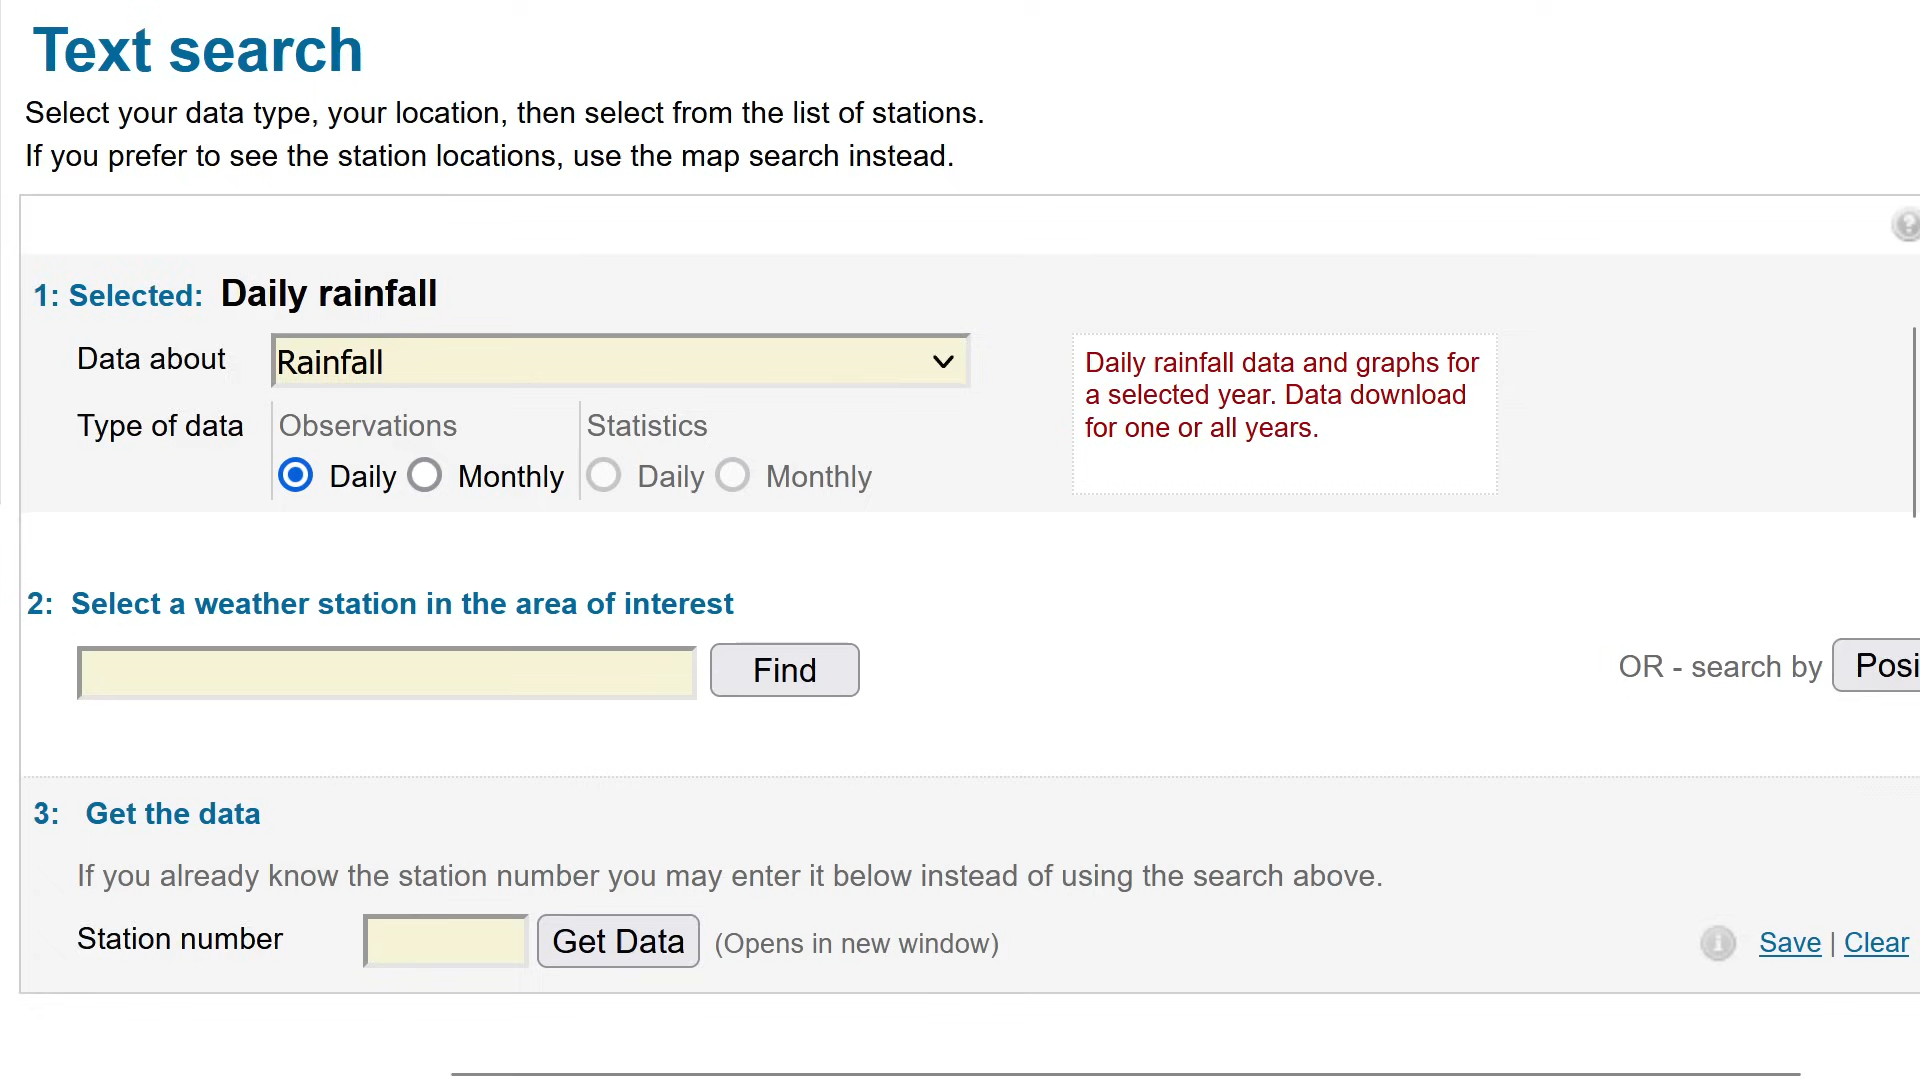 Text search
Select your data type, your location, then select from the list of stations.
If you prefer to see the station locations, use the map search instead.
1: Selected: Daily rainfall
Data about Rainfall
Daily rainfall data and graphs for
a selected year. Data download
for one or all years.
Type of data Observations Statistics
Daily Monthly Daily Monthly
2: Select a weather station in the area of interest
Find OR - search by Posi
3: Get the data
If you already know the station number you may enter it below instead of using the search above.
Station number Get Data (Opens in new window) Save | Clear